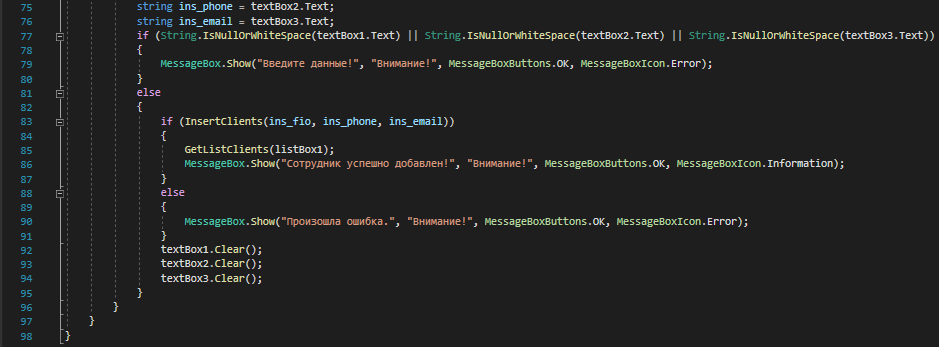 75 string ins_phone = textBox2.Text;
76 string ins_email = textBox3.Text;
77 if (String.IsNullOrWhiteSpace(textBox1.Text) || String.IsNullOrWhiteSpace(textBox2.Text) || String.IsNullOrWhiteSpace(textBox3.Text))
78 {
79 MessageBox.Show("Введите данные!", "Внимание!", MessageBoxButtons.OK, MessageBoxIcon.Error);
80 }
81 else
82 {
83 if (InsertClients(ins_fio, ins_phone, ins_email))
84 {
85 GetListClients(listBox1);
86 MessageBox.Show("Сотрудник успешно добавлен!", "Внимание!", MessageBoxButtons.OK, MessageBoxIcon.Information);
87 }
88 else
89 {
90 MessageBox.Show("Произошла ошибка.", "Внимание!", MessageBoxButtons.OK, MessageBoxIcon.Error);
91 }
92 textBox1.Clear();
93 textBox2.Clear();
94 textBox3.Clear();
95 }
96 }
97 }
98 }